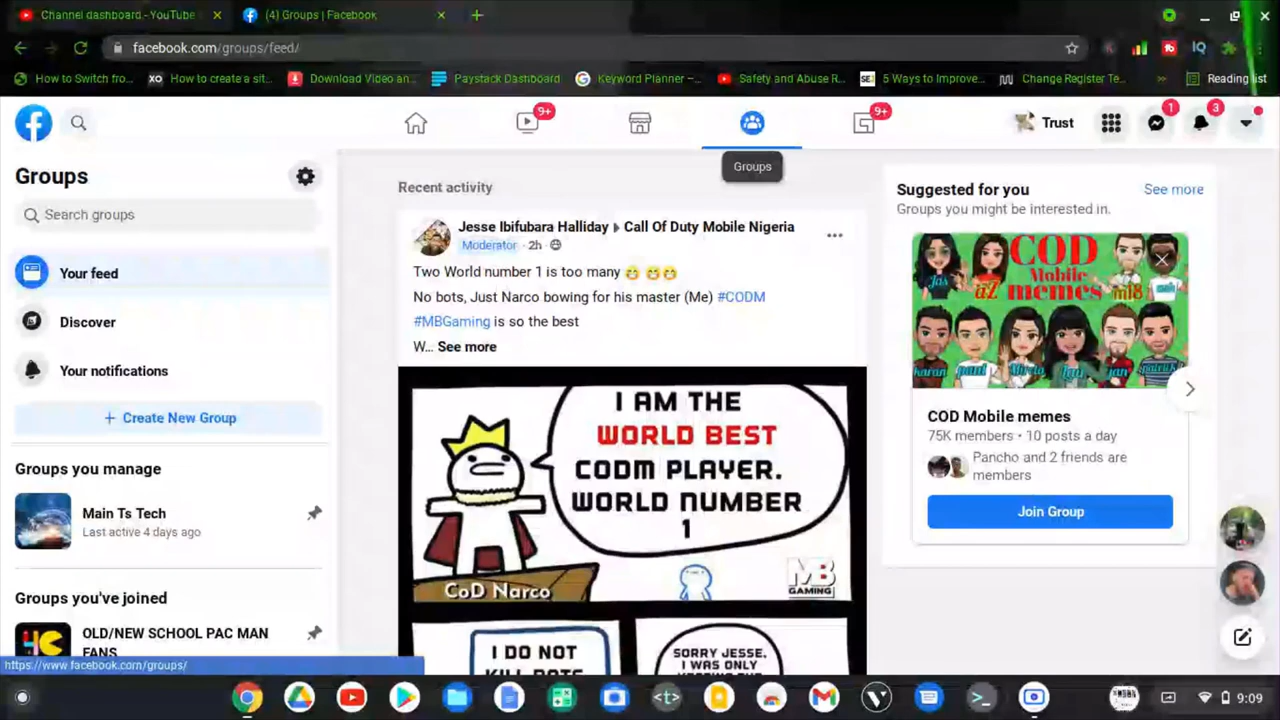 Channel dashboard - YouTube
(4) Groups | Facebook
facebook.com/groups/feed/
How to Switch fro...
How to create a sit...
Download Video an...
Paystack Dashboard
Keyword Planner –...
Safety and Abuse R...
5 Ways to Improve...
Change Register Te...
»
Reading list
9+
9+
Trust
1
3
Groups
Groups
Search groups
Your feed
Discover
Your notifications
+ Create New Group
Groups you manage
Main Ts Tech
Last active 4 days ago
Groups you've joined
OLD/NEW SCHOOL PAC MAN
FANS
https://www.facebook.com/groups/
Recent activity
Jesse Ibifubara Halliday ▸ Call Of Duty Mobile Nigeria
Moderator · 2h ·
Two World number 1 is too many 😁 😁😁
No bots, Just Narco bowing for his master (Me) #CODM
#MBGaming is so the best
W... See more
I AM THE
WORLD BEST
CODM PLAYER.
WORLD NUMBER
1
CoD Narco
MB
GAMING
I DO NOT
SORRY JESSE,
I WAS ONLY
Suggested for you
See more
Groups you might be interested in.
COD
Mobile
memes
Jas
aZ
ml8
karan
paul
patrick
COD Mobile memes
75K members • 10 posts a day
Pancho and 2 friends are
members
Join Group
9:09